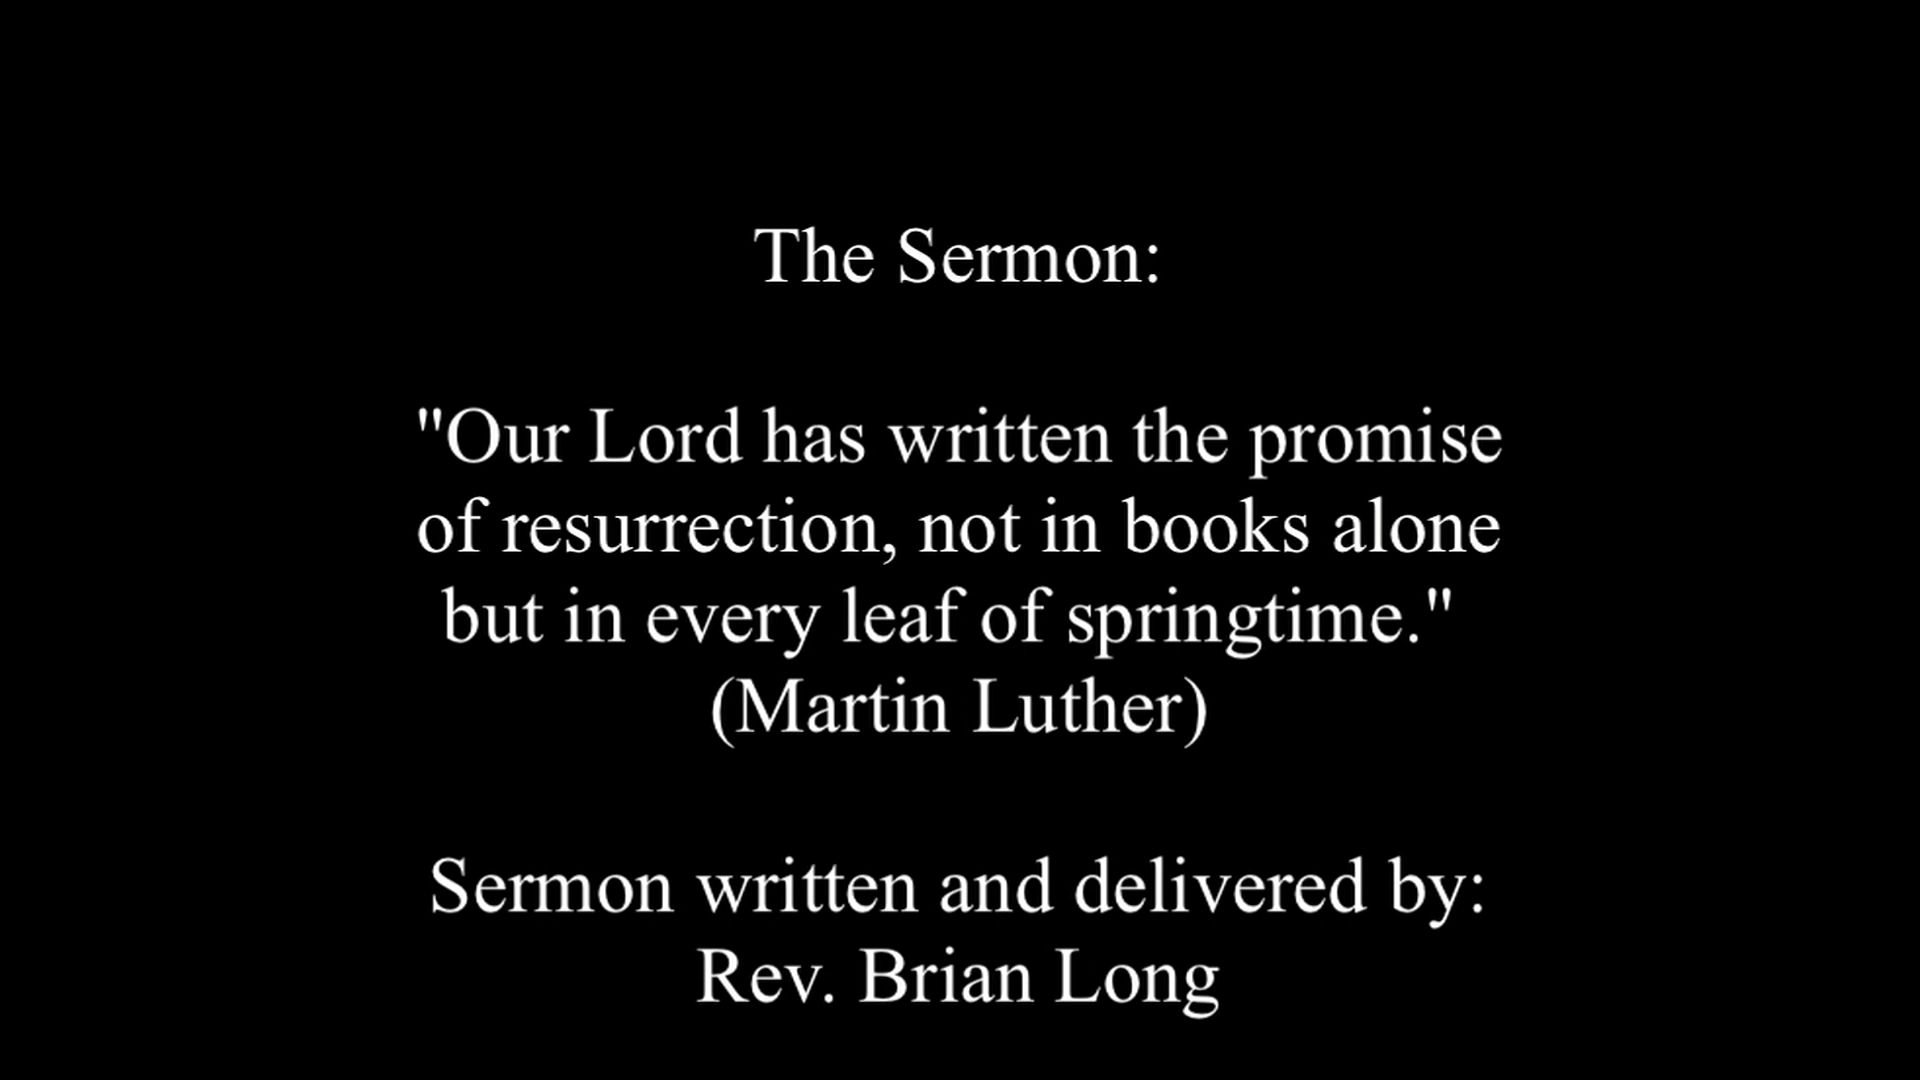 The Sermon:
"Our Lord has written the promise
of resurrection, not in books alone
but in every leaf of springtime."
(Martin Luther)
Sermon written and delivered by:
Rev. Brian Long